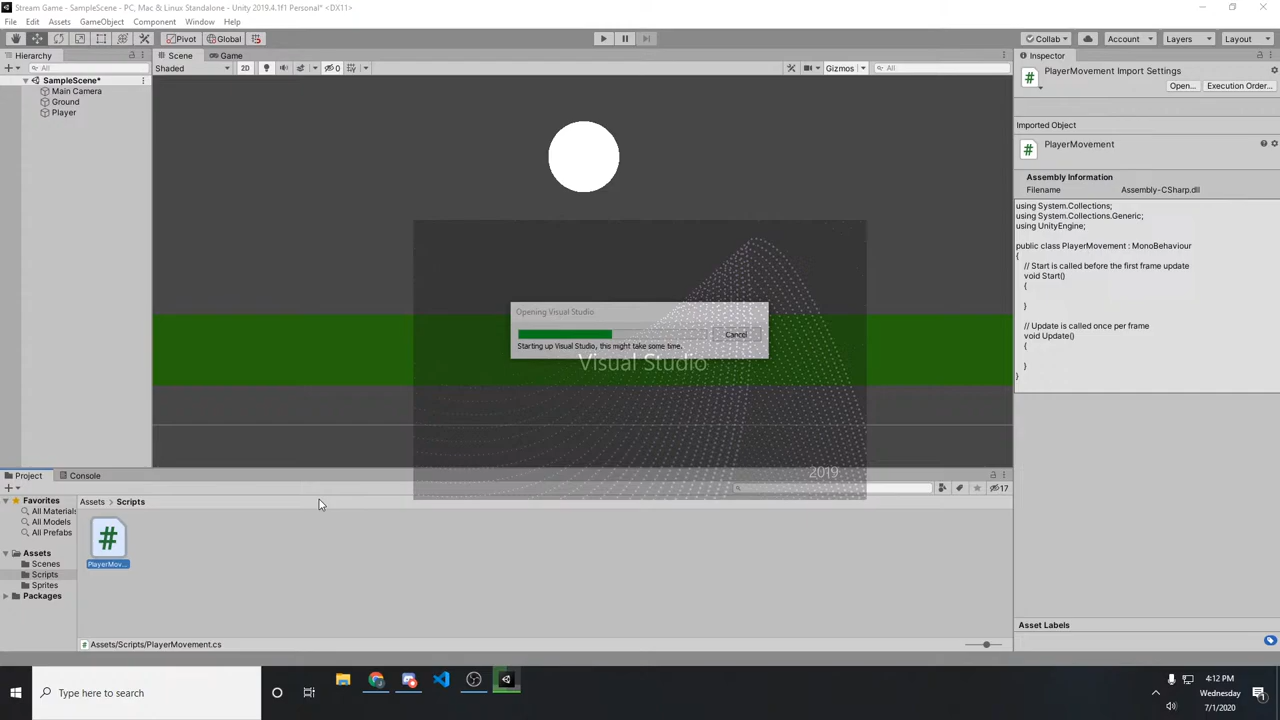 Stream Game - SampleScene - PC, Mac & Linux Standalone - Unity 2019.4.1f1 Personal* <DX11>
File Edit Assets GameObject Component Window Help
Pivot Global Collab Account Layers Layout
Hierarchy
All
SampleScene*
Main Camera
Ground
Player
Scene Game
Shaded 2D 0 Gizmos All
Inspector
PlayerMovement Import Settings
Open... Execution Order...
Imported Object
PlayerMovement
Assembly Information
Filename Assembly-CSharp.dll
using System.Collections;
using System.Collections.Generic;
using UnityEngine;
public class PlayerMovement : MonoBehaviour
{
// Start is called before the first frame update
void Start()
{
}
// Update is called once per frame
void Update()
{
}
}
Opening Visual Studio
Cancel
Starting up Visual Studio, this might take some time.
Visual Studio
2019
Project Console
17
Favorites
All Materials
All Models
All Prefabs
Assets
Scenes
Scripts
Sprites
Packages
Assets > Scripts
PlayerMov...
Assets/Scripts/PlayerMovement.cs
Asset Labels
Type here to search
4:12 PM
Wednesday
7/1/2020
1